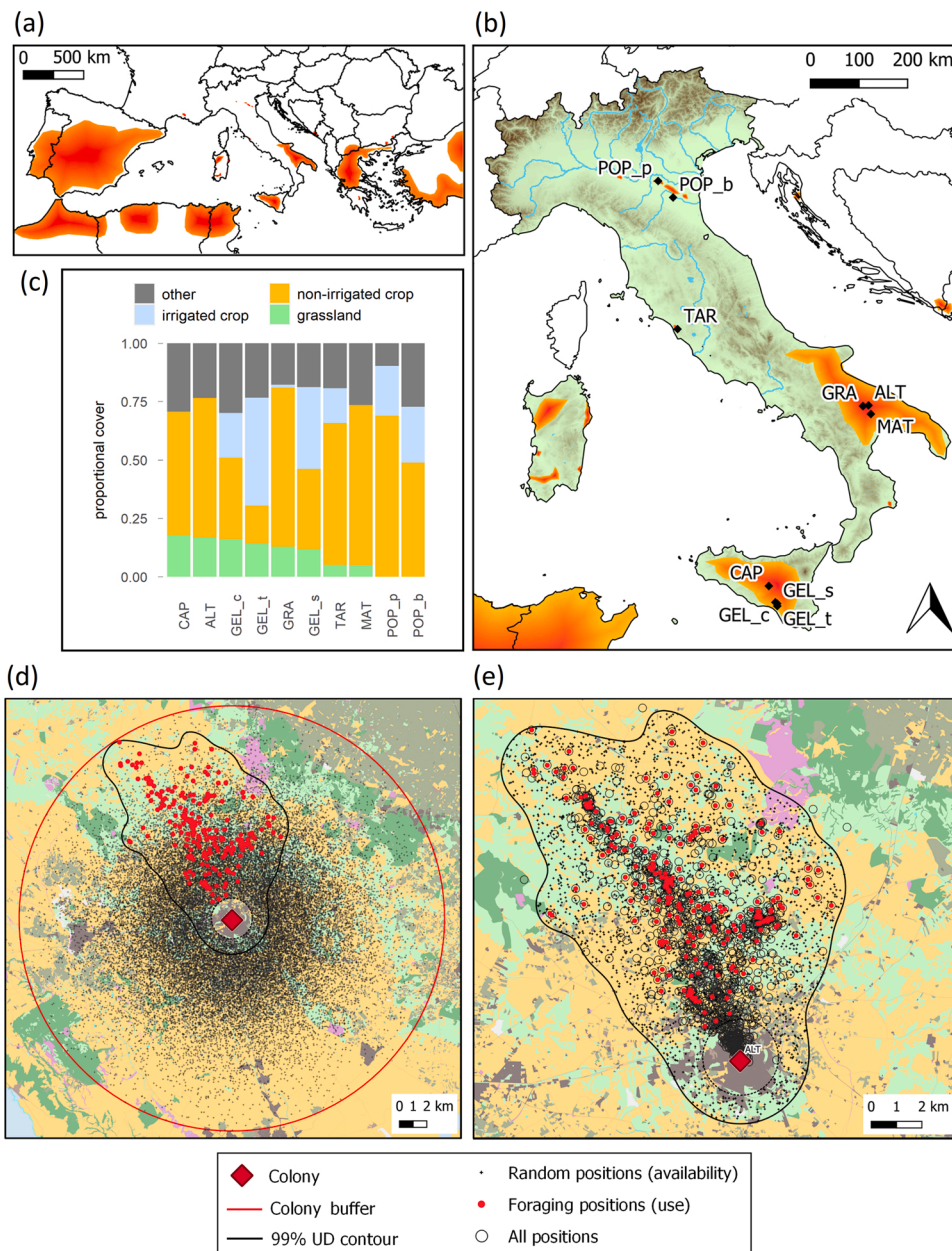 (a)
0 500 km
(b)
0 100 200 km
POP_p
POP_b
TAR
GRA
ALT
MAT
CAP
GEL_s
GEL_c
GEL_t
(c)
other
non-irrigated crop
irrigated crop
grassland
proportional cover
1.00
0.75
0.50
0.25
0.00
CAP
ALT
GEL_c
GEL_t
GRA
GEL_s
TAR
MAT
POP_p
POP_b
(d)
0 1 2 km
(e)
ALT
0 1 2 km
Colony
Random positions (availability)
Colony buffer
Foraging positions (use)
99% UD contour
All positions